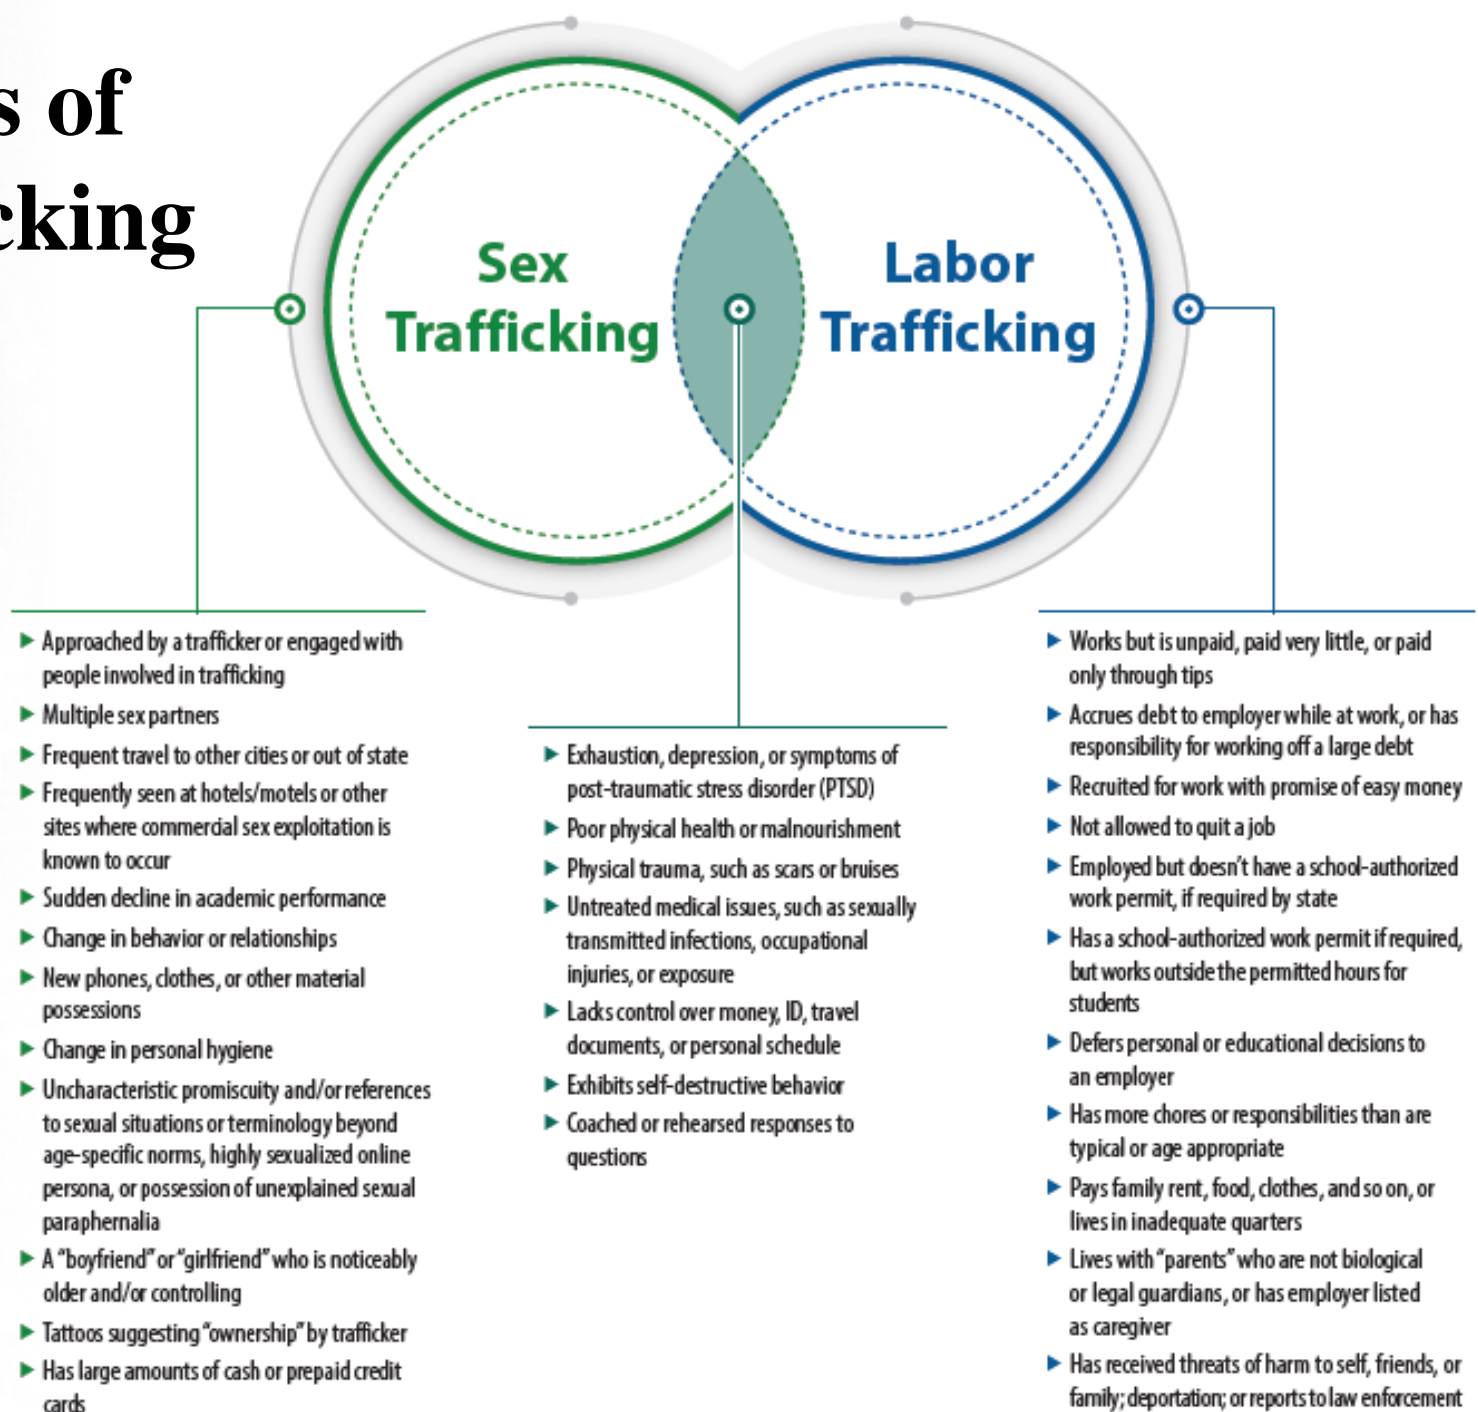 s of
cking
Sex
Trafficking
Labor
Trafficking
▶ Approached by a trafficker or engaged with
people involved in trafficking
▶ Multiple sex partners
▶ Frequent travel to other cities or out of state
▶ Frequently seen at hotels/motels or other
sites where commercial sex exploitation is
known to occur
▶ Sudden decline in academic performance
▶ Change in behavior or relationships
▶ New phones, clothes, or other material
possessions
▶ Change in personal hygiene
▶ Uncharacteristic promiscuity and/or references
to sexual situations or terminology beyond
age-specific norms, highly sexualized online
persona, or possession of unexplained sexual
paraphernalia
▶ A “boyfriend” or “girlfriend” who is noticeably
older and/or controlling
▶ Tattoos suggesting “ownership” by trafficker
▶ Has large amounts of cash or prepaid credit
cards
▶ Exhaustion, depression, or symptoms of
post-traumatic stress disorder (PTSD)
▶ Poor physical health or malnourishment
▶ Physical trauma, such as scars or bruises
▶ Untreated medical issues, such as sexually
transmitted infections, occupational
injuries, or exposure
▶ Lacks control over money, ID, travel
documents, or personal schedule
▶ Exhibits self-destructive behavior
▶ Coached or rehearsed responses to
questions
▶ Works but is unpaid, paid very little, or paid
only through tips
▶ Accrues debt to employer while at work, or has
responsibility for working off a large debt
▶ Recruited for work with promise of easy money
▶ Not allowed to quit a job
▶ Employed but doesn’t have a school-authorized
work permit, if required by state
▶ Has a school-authorized work permit if required,
but works outside the permitted hours for
students
▶ Defers personal or educational decisions to
an employer
▶ Has more chores or responsibilities than are
typical or age appropriate
▶ Pays family rent, food, clothes, and so on, or
lives in inadequate quarters
▶ Lives with “parents” who are not biological
or legal guardians, or has employer listed
as caregiver
▶ Has received threats of harm to self, friends, or
family; deportation; or reports to law enforcement